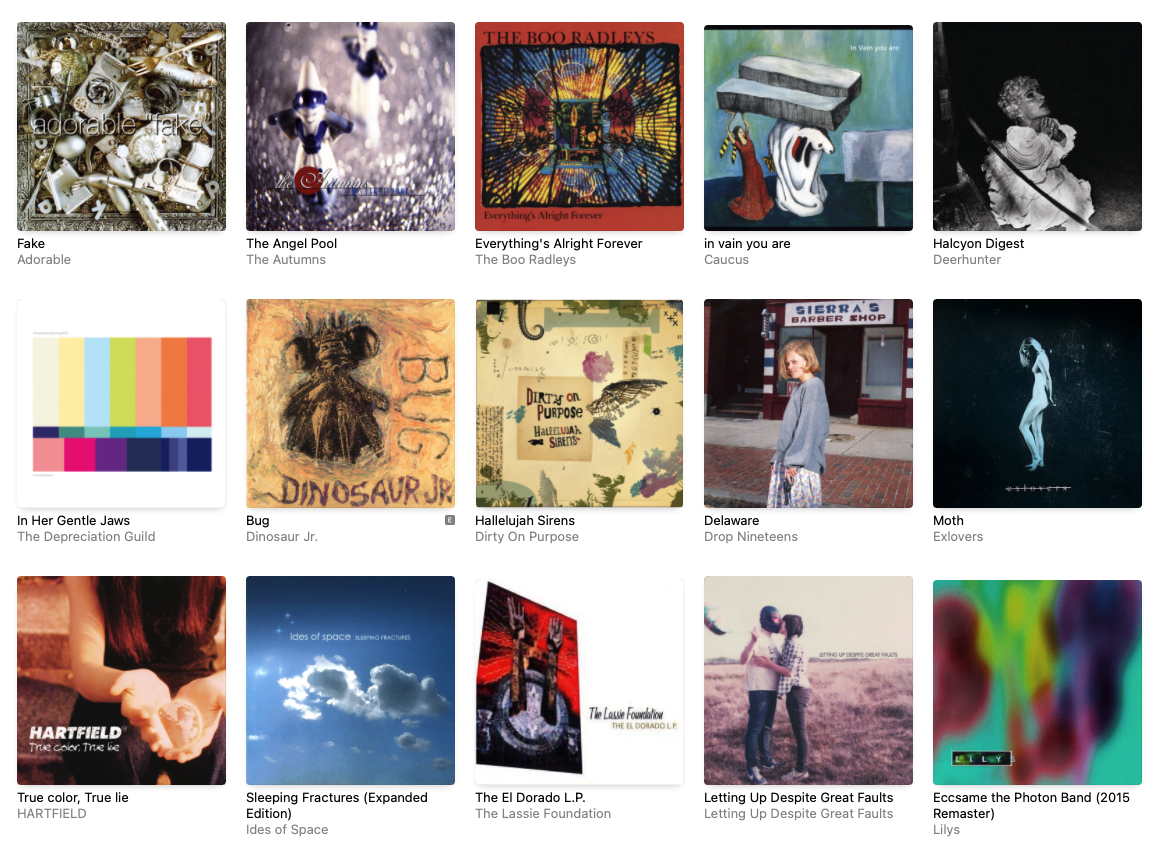 adorable 'fake'
the Autumns
THE BOO RADLEYS
Everything's Alright Forever
In Vain you are
Fake
Adorable
The Angel Pool
The Autumns
Everything's Alright Forever
The Boo Radleys
in vain you are
Caucus
Halcyon Digest
Deerhunter
BUG
DINOSAUR JR
DIRTY ON
PURPOSE
HALLELUJAH
SIRENS
SIERRA'S
BARBER SHOP
exlovers
In Her Gentle Jaws
The Depreciation Guild
Bug
E
Dinosaur Jr.
Hallelujah Sirens
Dirty On Purpose
Delaware
Drop Nineteens
Moth
Exlovers
HARTFIELD
True color, True lie
ides of space SLEEPING FRACTURES
The Lassie Foundation
THE EL DORADO L.P.
LETTING UP DESPITE GREAT FAULTS
LILYS
True color, True lie
HARTFIELD
Sleeping Fractures (Expanded
Edition)
Ides of Space
The El Dorado L.P.
The Lassie Foundation
Letting Up Despite Great Faults
Letting Up Despite Great Faults
Eccsame the Photon Band (2015
Remaster)
Lilys